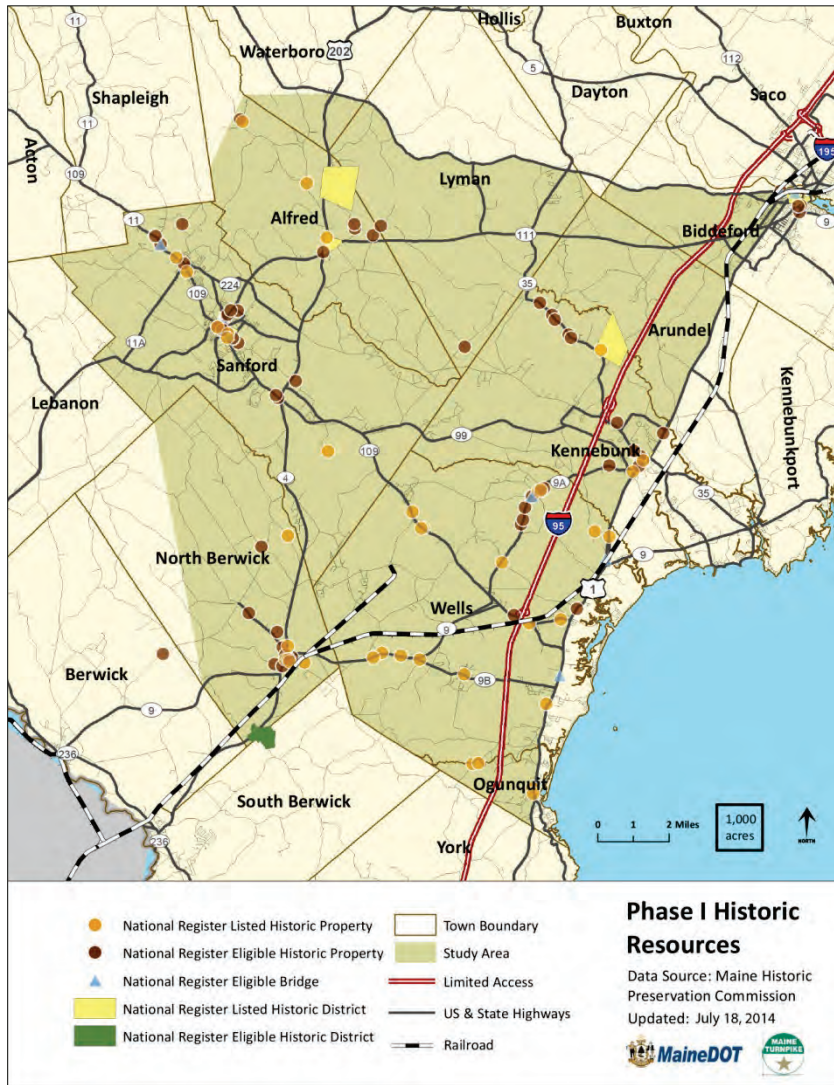 Hollis
Buxton
11
Waterboro
202
5
112
Shapleigh
Dayton
Saco
11
Acton
109
195
Lyman
11
Alfred
111
Biddeford
9
109
224
35
Arundel
11A
Sanford
Lebanon
Kennebunkport
109
99
Kennebunk
4
9A
35
95
North Berwick
9
1
Wells
9
Berwick
9B
9
236
Ogunquit
South Berwick
0 1 2 Miles
1,000
acres
NORTH
York
236
National Register Listed Historic Property
National Register Eligible Historic Property
National Register Eligible Bridge
National Register Listed Historic District
National Register Eligible Historic District
Town Boundary
Study Area
Limited Access
US & State Highways
Railroad
Phase I Historic
Resources
Data Source: Maine Historic
Preservation Commission
Updated: July 18, 2014
MaineDOT
MAINE
TURNPIKE